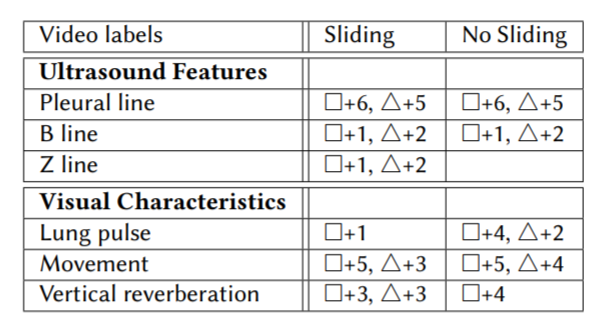 Video labels Sliding No Sliding
Ultrasound Features
Pleural line □+6, △+5 □+6, △+5
B line □+1, △+2 □+1, △+2
Z line □+1, △+2
Visual Characteristics
Lung pulse □+1 □+4, △+2
Movement □+5, △+3 □+5, △+4
Vertical reverberation □+3, △+3 □+4